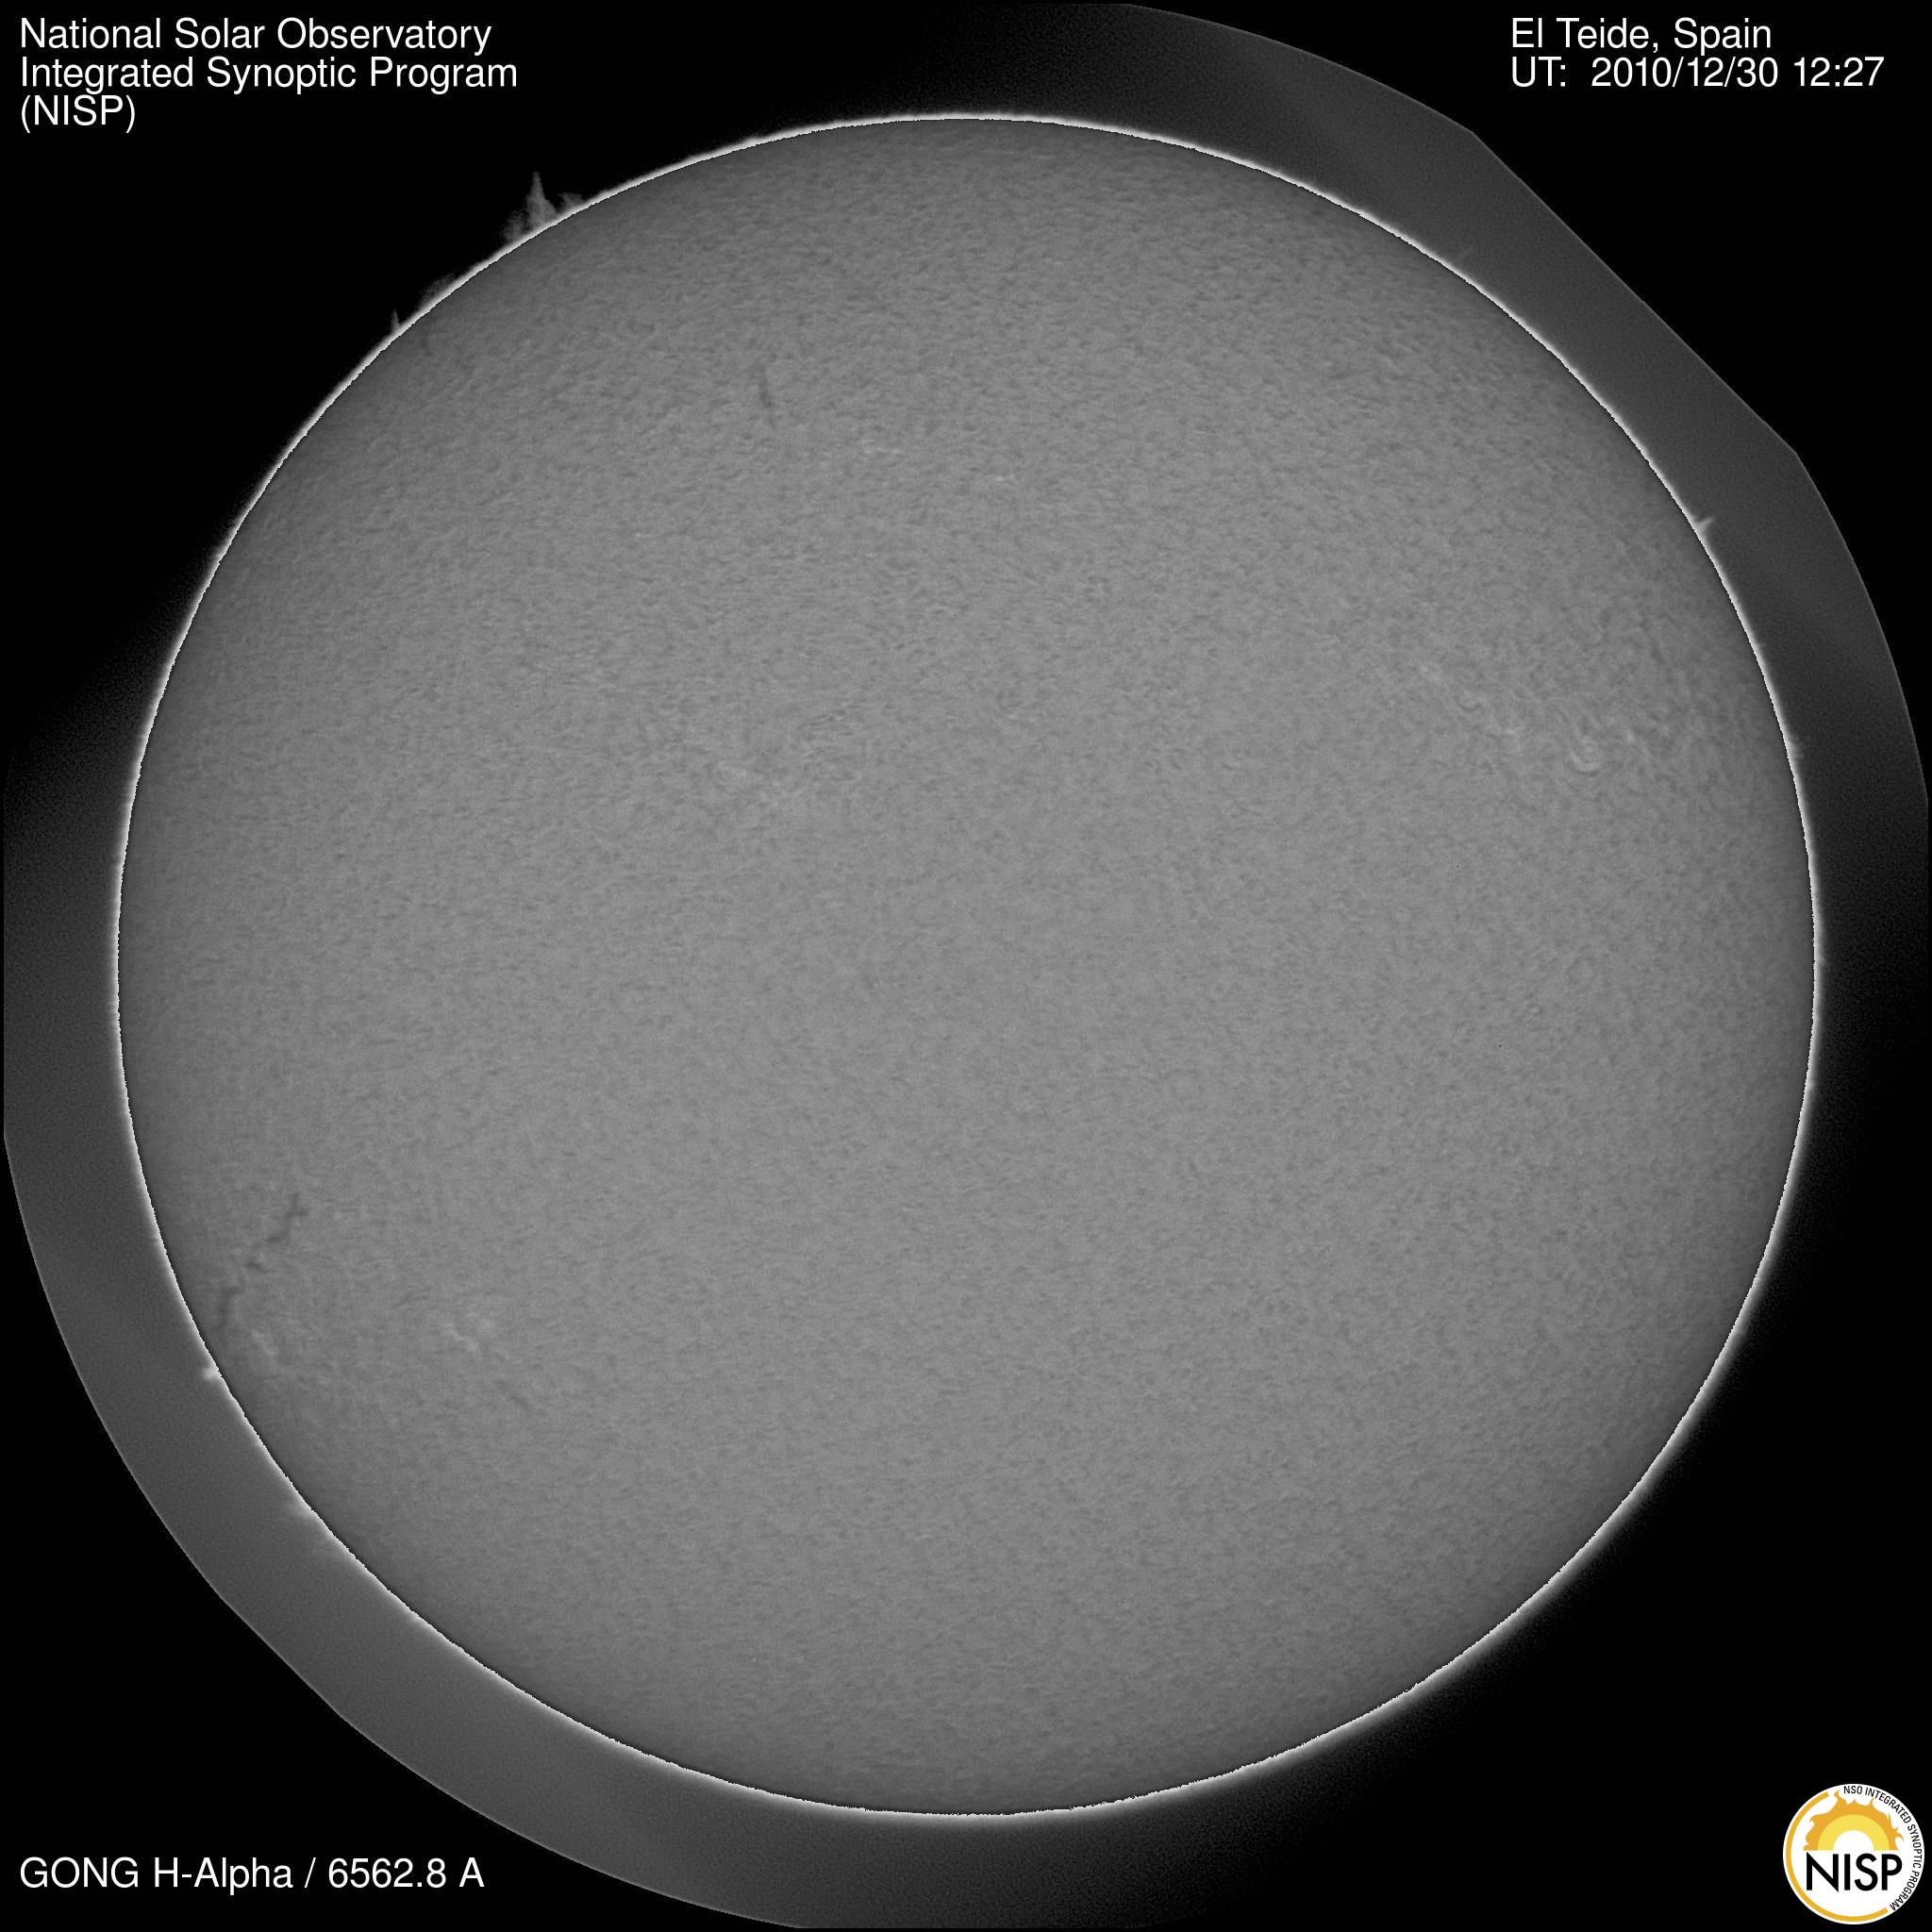 National Solar Observatory
Integrated Synoptic Program
(NISP)
El Teide, Spain
UT:  2010/12/30 12:27
GONG H-Alpha / 6562.8 A
NSO INTEGRATED SYNOPTIC PROGRAM
NISP